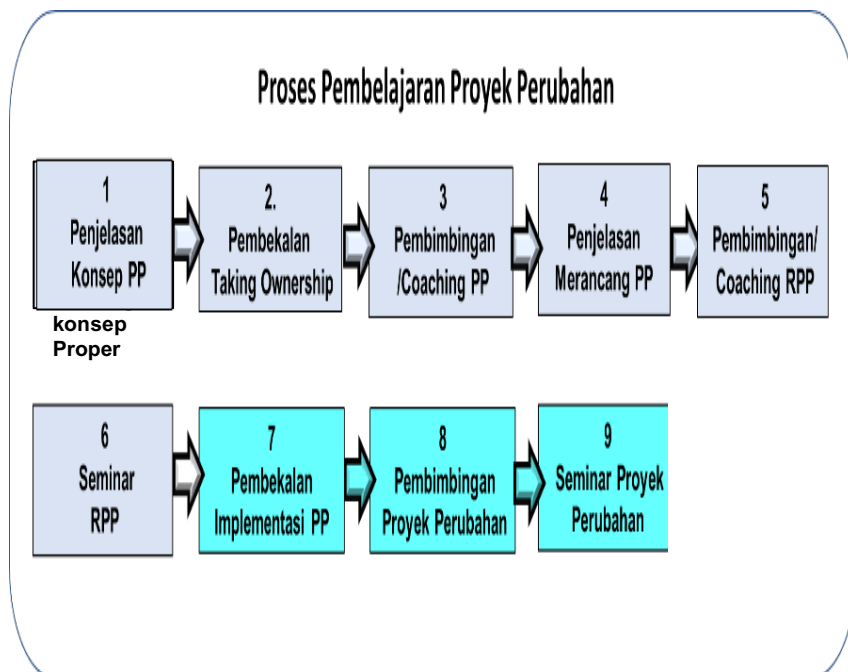 Proses Pembelajaran Proyek Perubahan
1
Penjelasan
Konsep PP
konsep
Proper
2.
Pembekalan
Taking Ownership
3
Pembimbingan
/Coaching PP
4
Penjelasan
Merancang PP
5
Pembimbingan/
Coaching RPP
6
Seminar
RPP
7
Pembekalan
Implementasi PP
8
Pembimbingan
Proyek Perubahan
9
Seminar Proyek
Perubahan